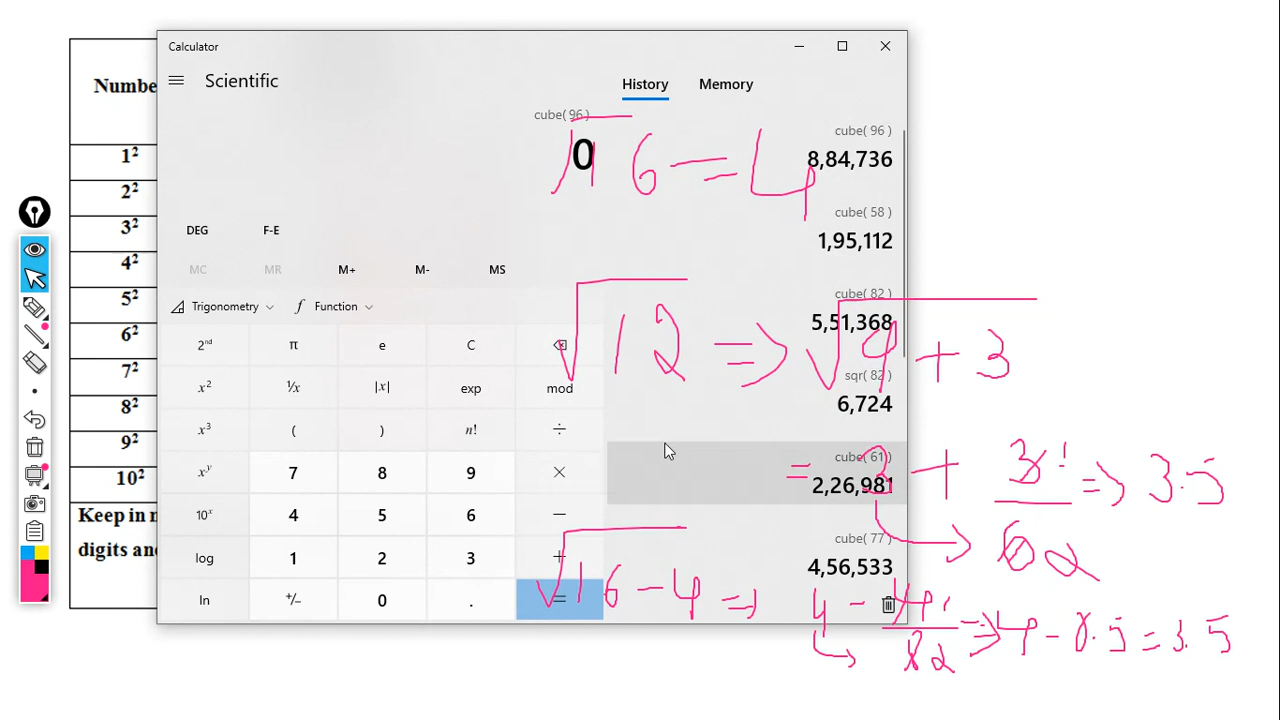 Calculator
Scientific
History
Memory
cube( 96 )
0
cube( 96 )
8,84,736
cube( 58 )
1,95,112
cube( 82 )
5,51,368
sqr( 82 )
6,724
cube( 61 )
2,26,981
cube( 77 )
4,56,533
DEG
F-E
MC
MR
M+
M-
MS
Trigonometry
Function
2ⁿᵈ π e C
x² ¹/x |x| exp mod
x³ ( ) n! ÷
xʸ 7 8 9 ×
10ˣ 4 5 6 −
log 1 2 3 +
ln +/− 0 . =
√16 = 4
√12 => √9 + 3
= 3 + => 3.5
√16 - 4 =>
4 -
=> 4 - 0.5 = 3.5
Numbe
1²
2²
3²
4²
5²
6²
7²
8²
9²
10²
Keep in
digits